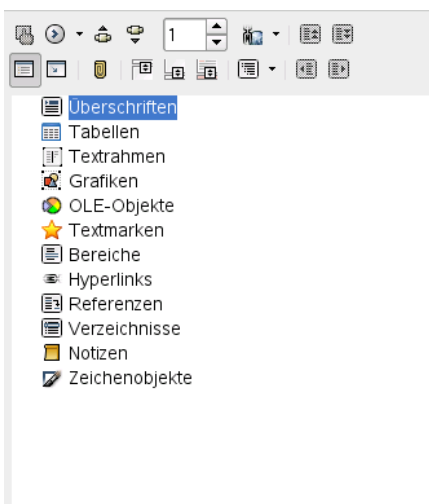 1
Überschriften
Tabellen
Textrahmen
Grafiken
OLE-Objekte
Textmarken
Bereiche
Hyperlinks
Referenzen
Verzeichnisse
Notizen
Zeichenobjekte